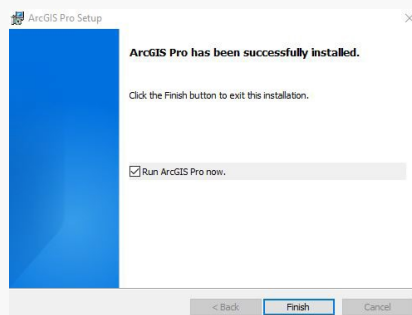 ArcGIS Pro Setup
ArcGIS Pro has been successfully installed.
Click the Finish button to exit this installation.
Run ArcGIS Pro now.
< Back Finish Cancel